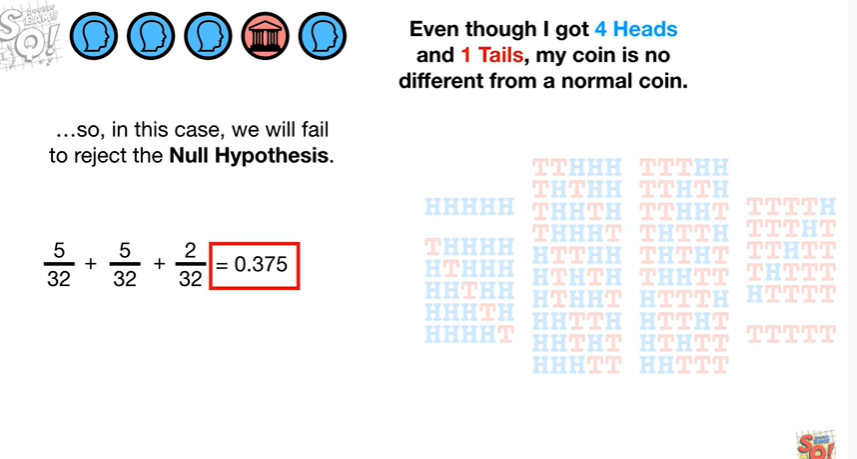 Even though I got 4 Heads
and 1 Tails, my coin is no
different from a normal coin.
…so, in this case, we will fail
to reject the Null Hypothesis.
5/32 + 5/32 + 2/32 = 0.375
HHHHH
THHHH
HTHHH
HHTHH
HHHTH
HHHHT
TTHHH
THTHH
THHTH
THHHT
HTTHH
HTHTH
HTHHT
HHTTH
HHTHT
HHHTT
TTTHH
TTHTH
TTHHT
THTTH
THTHT
THHTT
HTTTH
HTTHT
HTHTT
HHTTT
TTTTH
TTTHT
TTHTT
THTTT
HTTTT
TTTTT